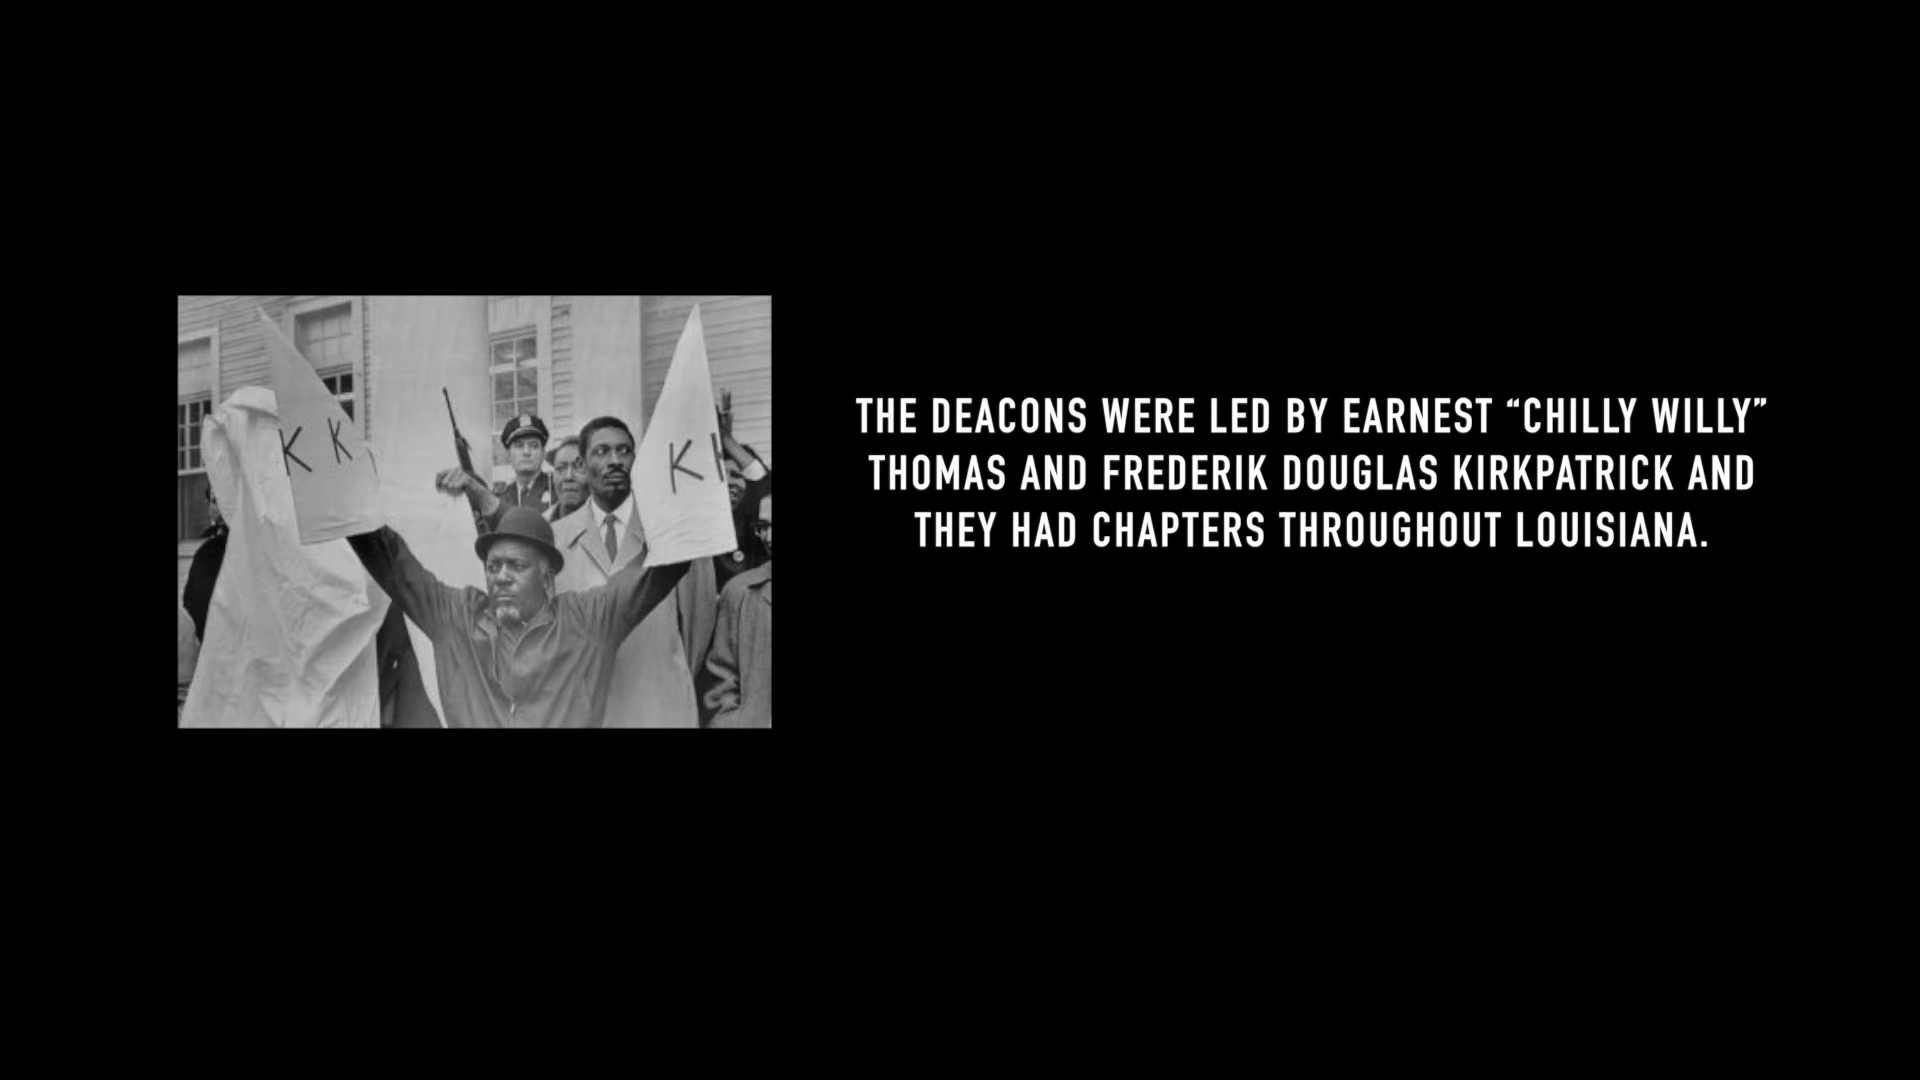 K K
K
THE DEACONS WERE LED BY EARNEST “CHILLY WILLY”
THOMAS AND FREDERIK DOUGLAS KIRKPATRICK AND
THEY HAD CHAPTERS THROUGHOUT LOUISIANA.